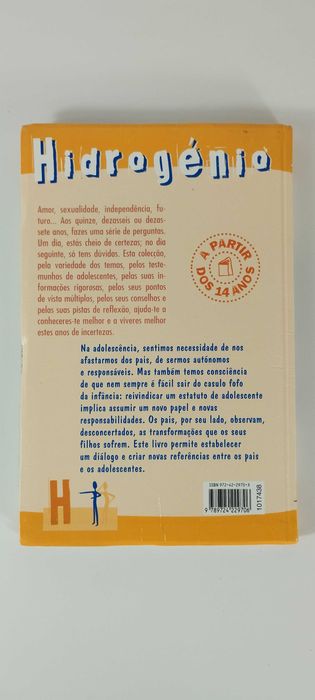 Hidrogénio
Amor, sexualidade, independência, fu-
turo... Aos quinze, dezasseis ou dezas-
sete anos, fazes uma série de perguntas.
Um dia, estás cheio de certezas; no dia
seguinte, só tens dúvidas. Esta colecção,
pela variedade dos temas, pelos teste-
munhos de adolescentes, pelas suas in-
formações rigorosas, pelos seus pontos
de vista múltiplos, pelos seus conselhos e
pelas suas pistas de reflexão, ajuda-te a
conheceres-te melhor e a viveres melhor
estes anos de incertezas.
A PARTIR
DOS 14 ANOS
Na adolescência, sentimos necessidade de nos
afastarmos dos pais, de sermos autónomos
e responsáveis. Mas também temos consciência
de que nem sempre é fácil sair do casulo fofo
da infância: reivindicar um estatuto de adolescente
implica assumir um novo papel e novas
responsabilidades. Os pais, por seu lado, observam,
desconcertados, as transformações que os seus
filhos sofrem. Este livro permite estabelecer
um diálogo e criar novas referências entre os pais
e os adolescentes.
H
ISBN 972-42-2970-X
9 789724 229706
1017438